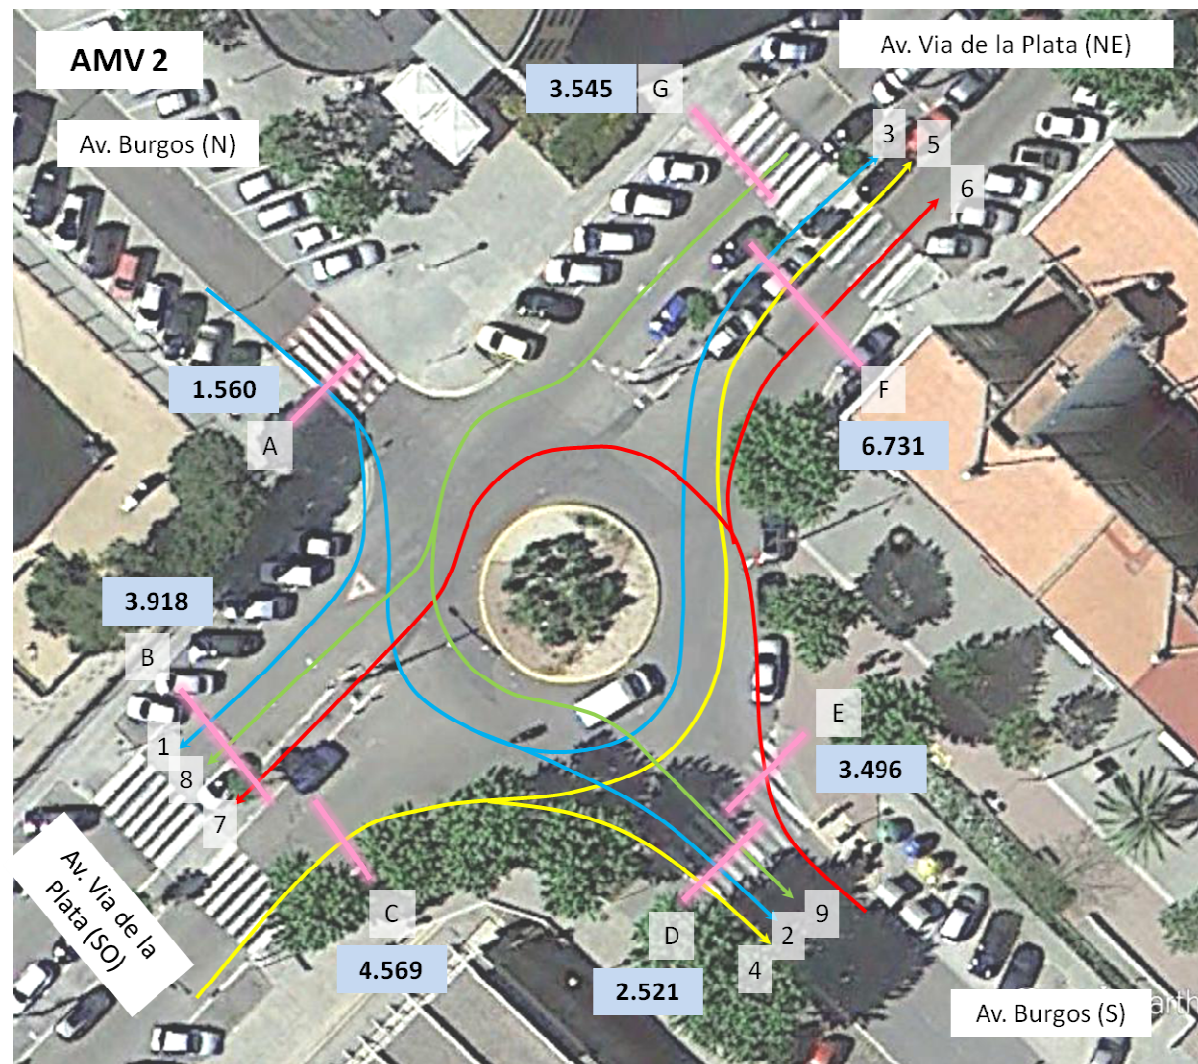 AMV 2
Av. Via de la Plata (NE)
3.545
G
Av. Burgos (N)
3
5
6
1.560
A
F
6.731
3.918
B
E
3.496
1
8
7
Av. Via de la
Plata (SO)
C
4.569
D
2.521
9
2
4
Av. Burgos (S)
arth